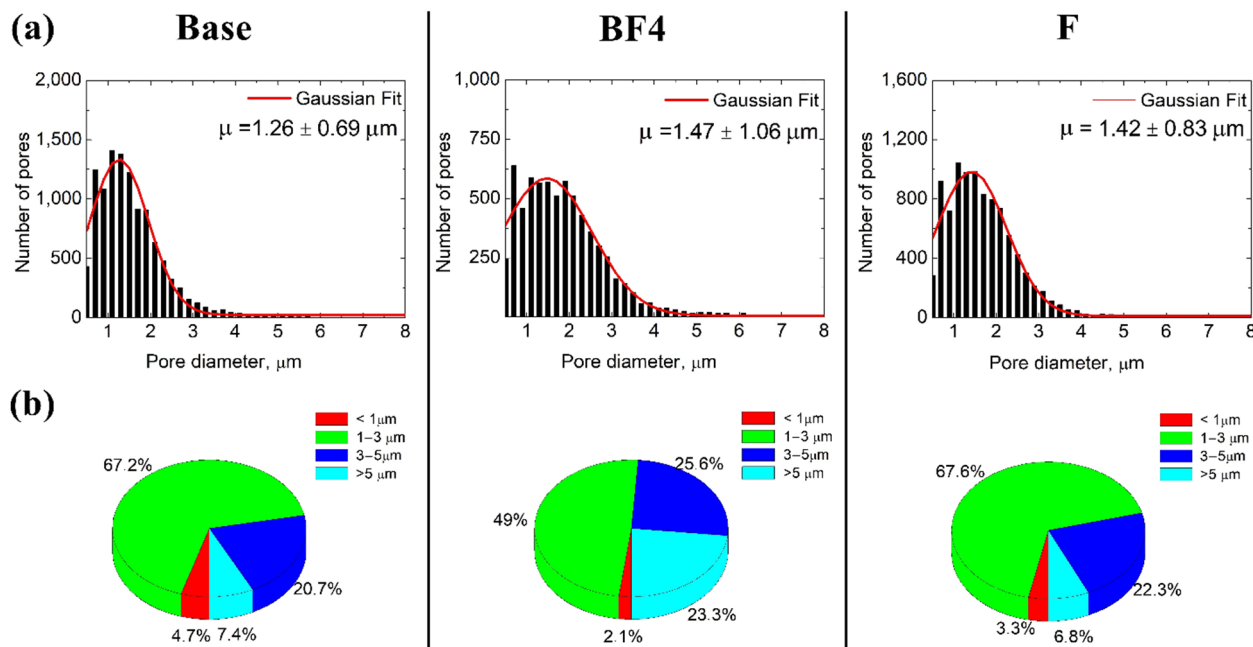 (a)
Base
BF4
F
2,000
1,500
1,000
500
0
Number of pores
Gaussian Fit
μ =1.26 ± 0.69 μm
1 2 3 4 5 6 7 8
Pore diameter, μm
1,000
750
500
250
Number of pores
Gaussian Fit
μ =1.47 ± 1.06 μm
1 2 3 4 5 6 7 8
Pore diameter, μm
1,600
1,200
800
400
0
Number of pores
Gaussian Fit
μ = 1.42 ± 0.83 μm
1 2 3 4 5 6 7 8
Pore diameter, μm
(b)
< 1μm
1–3 μm
3–5μm
>5 μm
67.2%
20.7%
4.7%
7.4%
< 1μm
1–3 μm
3–5μm
>5 μm
25.6%
49%
23.3%
2.1%
< 1μm
1–3 μm
3–5μm
>5 μm
67.6%
22.3%
3.3%
6.8%